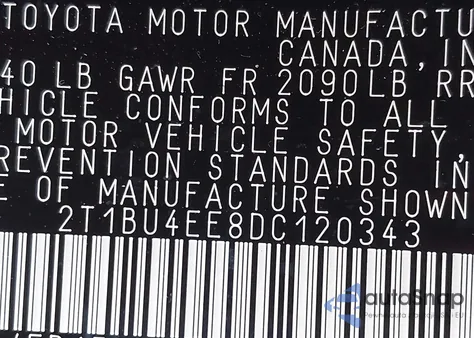 TOYOTA MOTOR MANUFACTU
CANADA, IN
40 LB GAWR FR 2090LB RR
HICLE CONFORMS TO ALL
MOTOR VEHICLE SAFETY,
REVENTION STANDARDS IN
E OF MANUFACTURE SHOWN
2T1BU4EE8DC120343
autoSnap